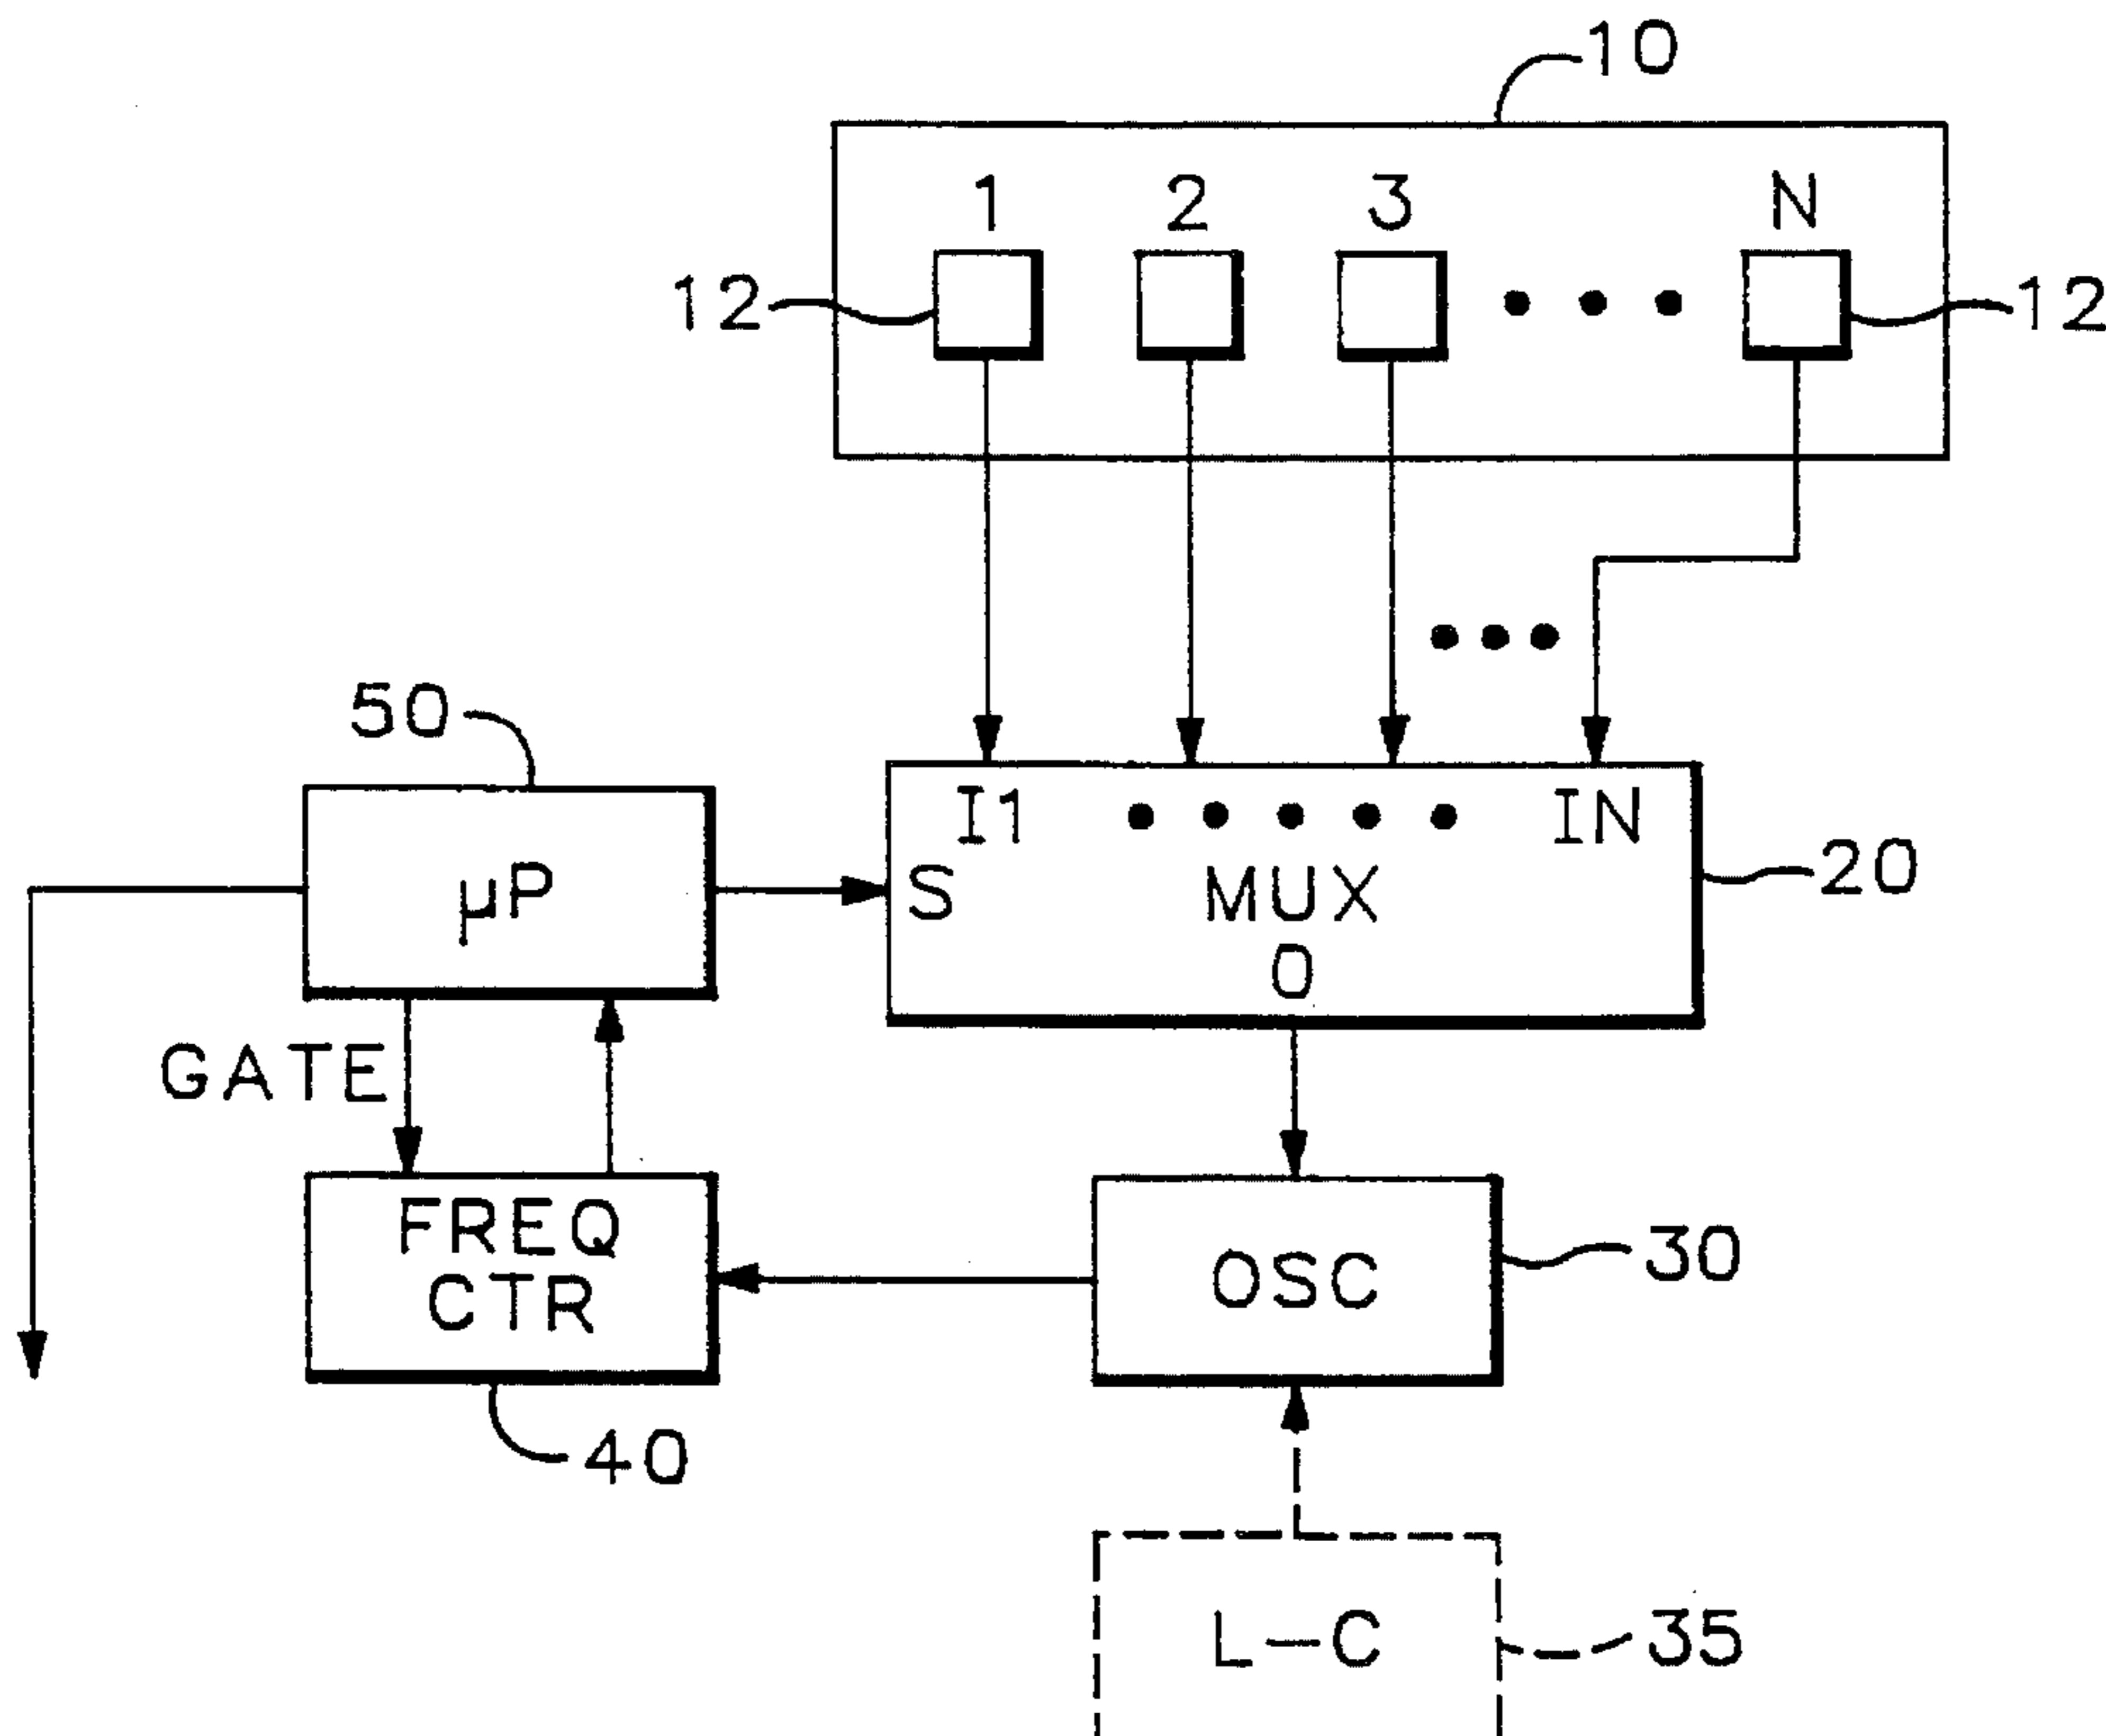 10
1 2 3 N
12 12
50
I1 IN
µP S MUX 20
O
GATE
FREQ
CTR
OSC 30
40
L-C 35